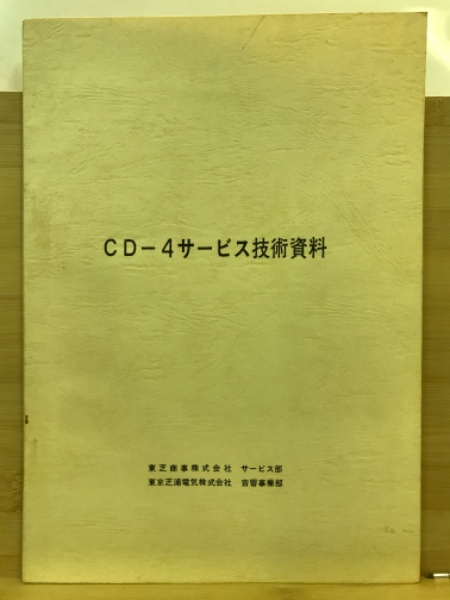 CD-4サービス技術資料
東芝商事株式会社 サービス部
東京芝浦電気株式会社 音響事業部